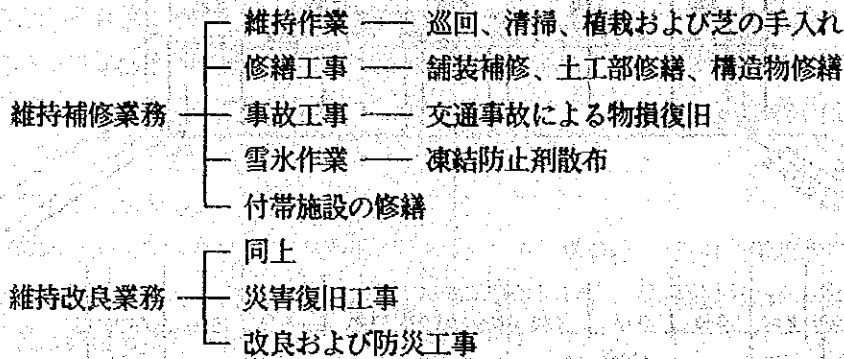 維持作業 ―― 巡回、清掃、植栽および芝の手入れ
修繕工事 ―― 舗装補修、土工部修繕、構造物修繕
維持補修業務 事故工事 ―― 交通事故による物損復旧
雪氷作業 ―― 凍結防止剤散布
付帯施設の修繕
同上
維持改良業務 災害復旧工事
改良および防災工事